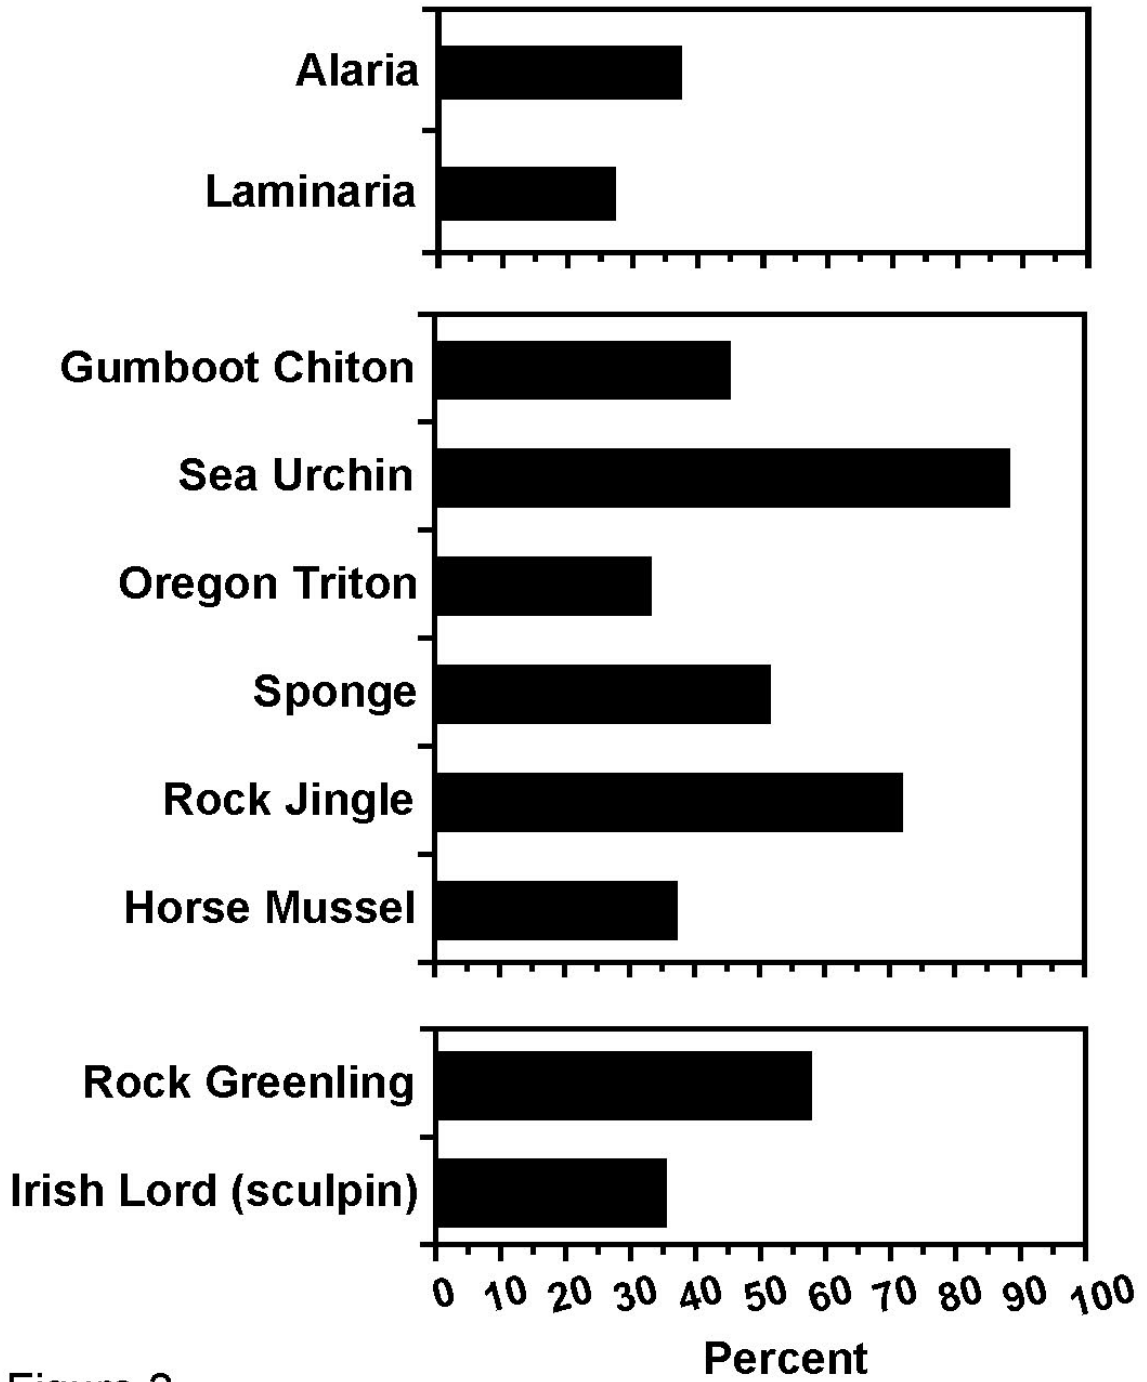 Alaria
Laminaria
Gumboot Chiton
Sea Urchin
Oregon Triton
Sponge
Rock Jingle
Horse Mussel
Rock Greenling
Irish Lord (sculpin)
0 10 20 30 40 50 60 70 80 90 100
Percent